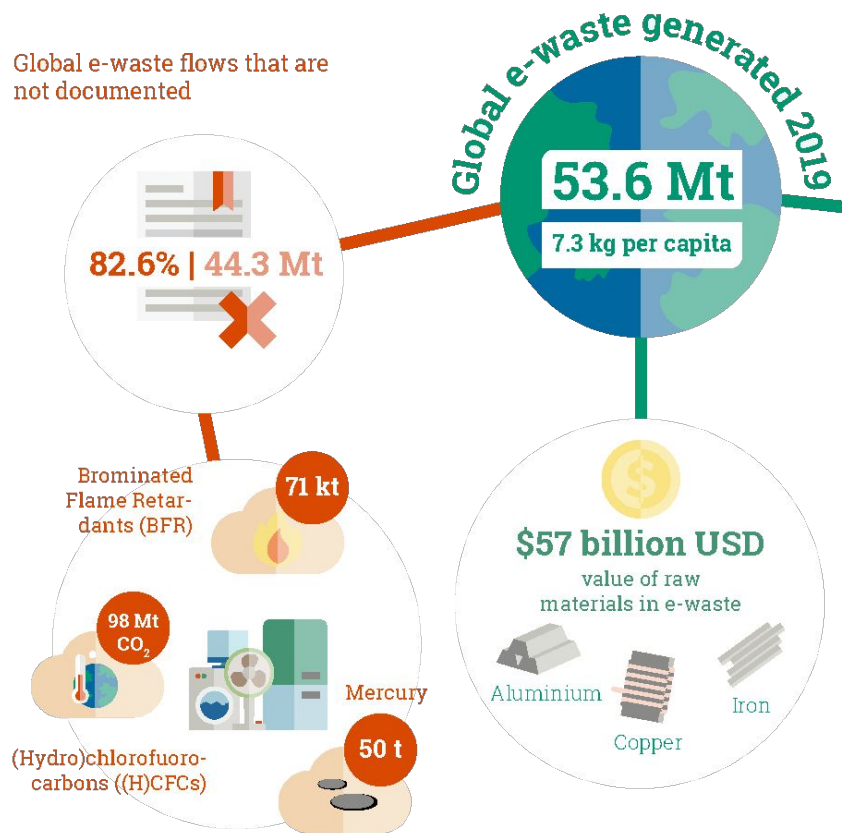 Global e-waste flows that are
not documented
82.6% | 44.3 Mt
Global e-waste generated 2019
53.6 Mt
7.3 kg per capita
Brominated
Flame Retar-
dants (BFR)
71 kt
98 Mt
CO₂
(Hydro)chlorofuoro-
carbons ((H)CFCs)
Mercury
50 t
$
$57 billion USD
value of raw
materials in e-waste
Aluminium
Copper
Iron